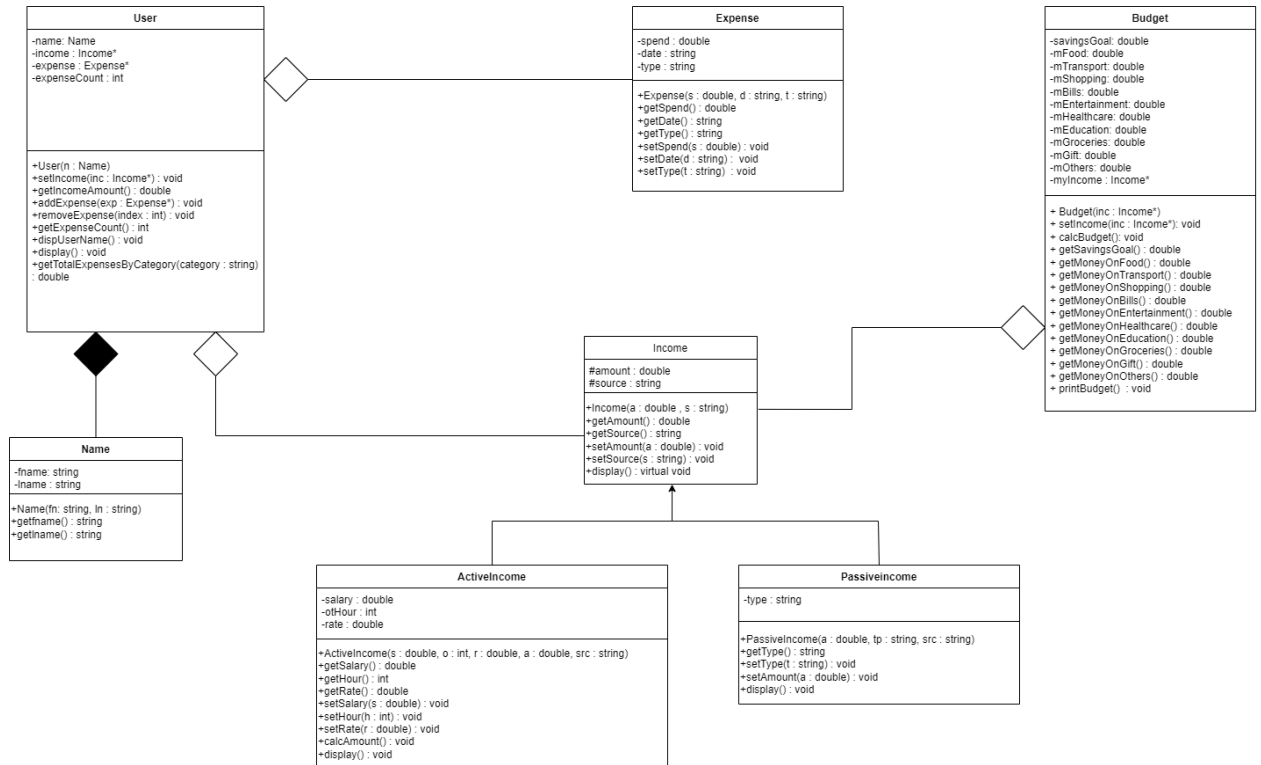 User
-name: Name
-income : Income*
-expense : Expense*
-expenseCount : int
+User(n : Name)
+setIncome(inc : Income*) : void
+getIncomeAmount() : double
+addExpense(exp : Expense*) : void
+removeExpense(index : int) : void
+getExpenseCount() : int
+dispUserName() : void
+display() : void
+getTotalExpensesByCategory(category : string)
: double
Expense
-spend : double
-date : string
-type : string
+Expense(s : double, d : string, t : string)
+getSpend() : double
+getDate() : string
+getType() : string
+setSpend(s : double) : void
+setDate(d : string) : void
+setType(t : string) : void
Budget
-savingsGoal: double
-mFood: double
-mTransport: double
-mShopping: double
-mBills: double
-mEntertainment: double
-mHealthcare: double
-mEducation: double
-mGroceries: double
-mGift: double
-mOthers: double
-myIncome : Income*
+ Budget(inc : Income*)
+ setIncome(inc : Income*): void
+ calcBudget(): void
+ getSavingsGoal() : double
+ getMoneyOnFood() : double
+ getMoneyOnTransport() : double
+ getMoneyOnShopping() : double
+ getMoneyOnBills() : double
+ getMoneyOnEntertainment() : double
+ getMoneyOnHealthcare() : double
+ getMoneyOnEducation() : double
+ getMoneyOnGroceries() : double
+ getMoneyOnGift() : double
+ getMoneyOnOthers() : double
+ printBudget() : void
Name
-fname: string
-lname : string
+Name(fn: string, ln : string)
+getfname() : string
+getlname() : string
Income
#amount : double
#source : string
+Income(a : double , s : string)
+getAmount() : double
+getSource() : string
+setAmount(a : double) : void
+setSource(s : string) : void
+display() : virtual void
ActiveIncome
-salary : double
-otHour : int
-rate : double
+ActiveIncome(s : double, o : int, r : double, a : double, src : string)
+getSalary() : double
+getHour() : int
+getRate() : double
+setSalary(s : double) : void
+setHour(h : int) : void
+setRate(r : double) : void
+calcAmount() : void
+display() : void
Passiveincome
-type : string
+PassiveIncome(a : double, tp : string, src : string)
+getType() : string
+setType(t : string) : void
+setAmount(a : double) : void
+display() : void